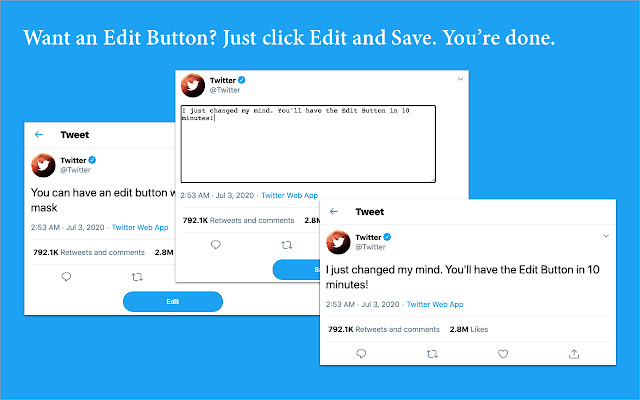 Want an Edit Button? Just click Edit and Save. You're done.
Tweet
Twitter
@Twitter
You can have an edit button
mask
2:53 AM · Jul 3, 2020 · Twitter Web App
792.1K Retweets and comments 2.8M
Edit
Twitter
@Twitter
I just changed my mind. You'll have the Edit Button in 10
minutes!
2:53 AM · Jul 3, 2020 · Twitter Web App
792.1K Retweets and comments 2.8
Tweet
Twitter
@Twitter
I just changed my mind. You'll have the Edit Button in 10
minutes!
2:53 AM · Jul 3, 2020 · Twitter Web App
792.1K Retweets and comments 2.8M Likes